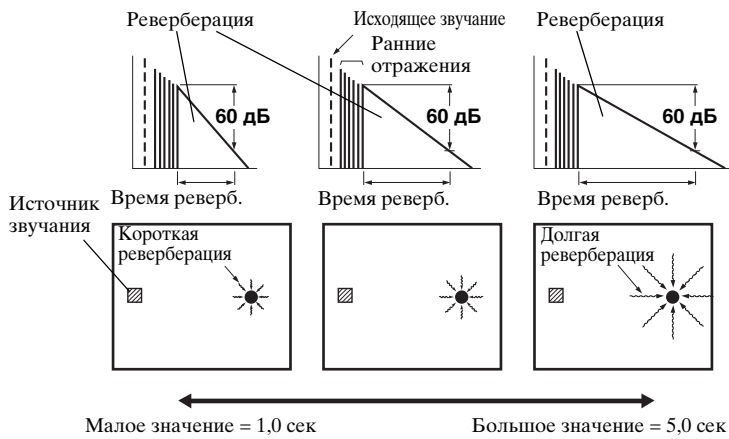 Реверберация
Исходящее звучание
Ранние
отражения
Реверберация
60 дБ
60 дБ
60 дБ
Время реверб.
Время реверб.
Время реверб.
Источник
звучания
Короткая
реверберация
Долгая
реверберация
Малое значение = 1,0 сек
Большое значение = 5,0 сек